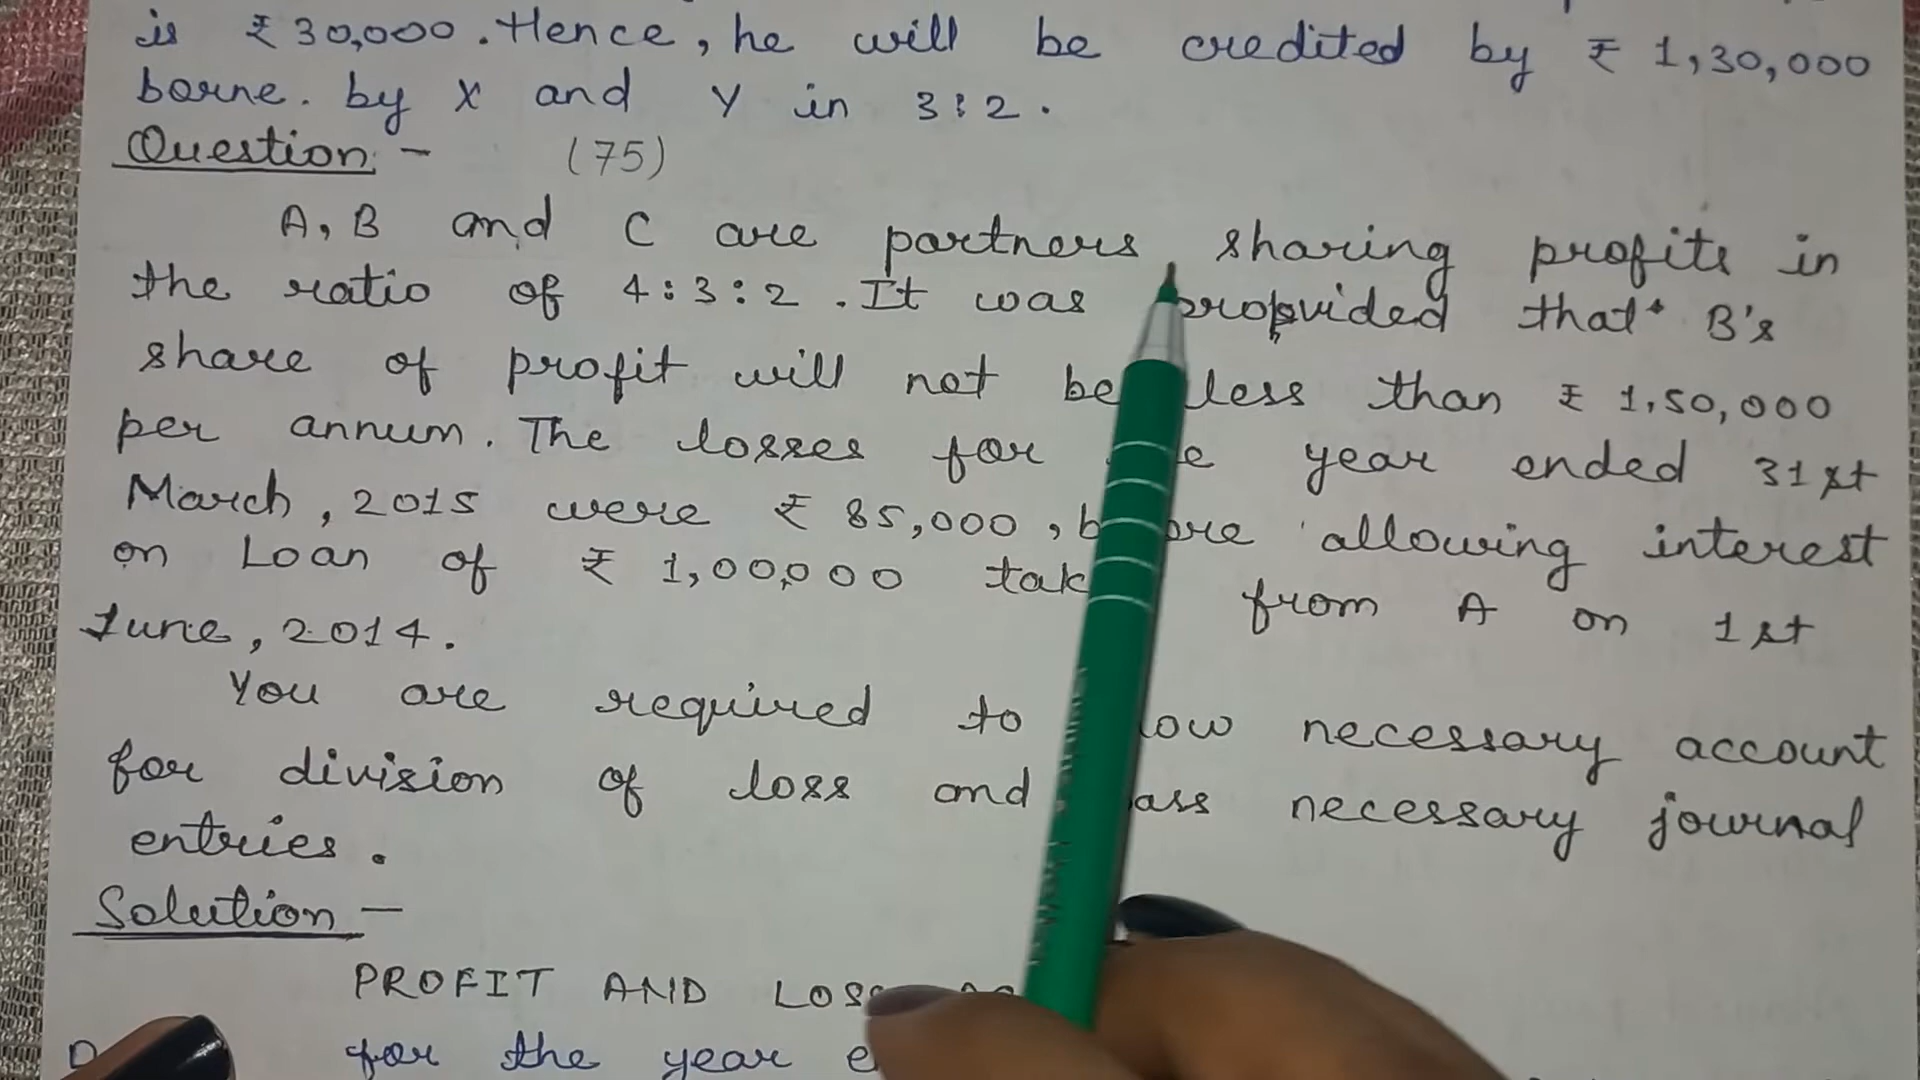 is ₹ 30,000. Hence, he will be credited by ₹ 1,30,000
borne. by X and Y in 3:2.
Question - (75)
A, B and C are partners sharing profits in
the ratio of 4:3:2. It was propvided that B's
share of profit will not be less than ₹ 1,50,000
per annum. The losses for year ended 31st
March, 2015 were ₹ 85,000, allowing interest
on Loan of ₹ 1,00,000 from A on 1st
June, 2014.
You are required to necessary account
for division of loss and necessary journal
entries.
Solution -
PROFIT AND LOSS
for the year